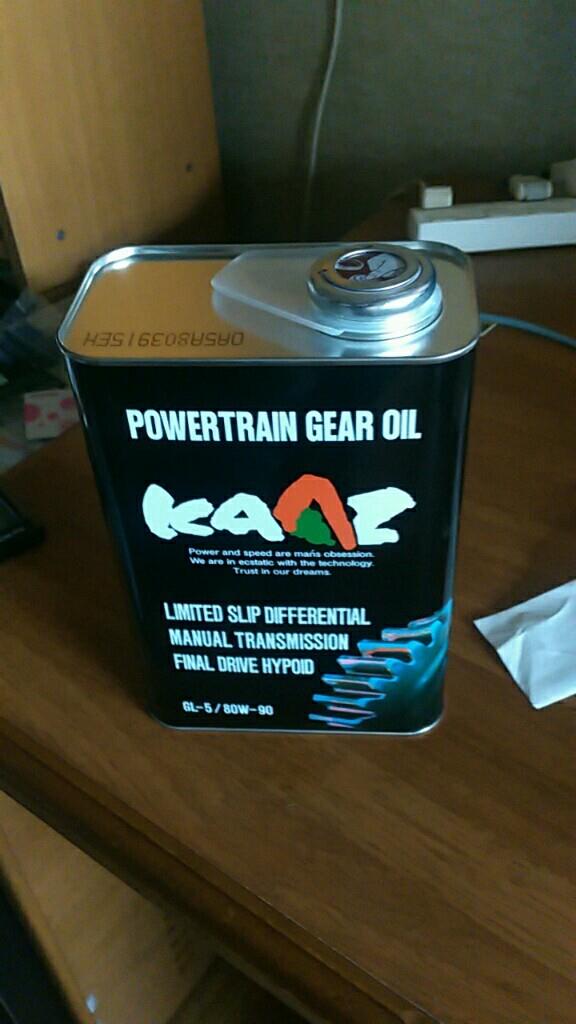 0A5A803915EH
POWERTRAIN GEAR OIL
KAAZ
Power and speed are man's obsession.
We are in ecstatic with the technology.
Trust in our dreams.
LIMITED SLIP DIFFERENTIAL
MANUAL TRANSMISSION
FINAL DRIVE HYPOID
GL-5 / 80W-90